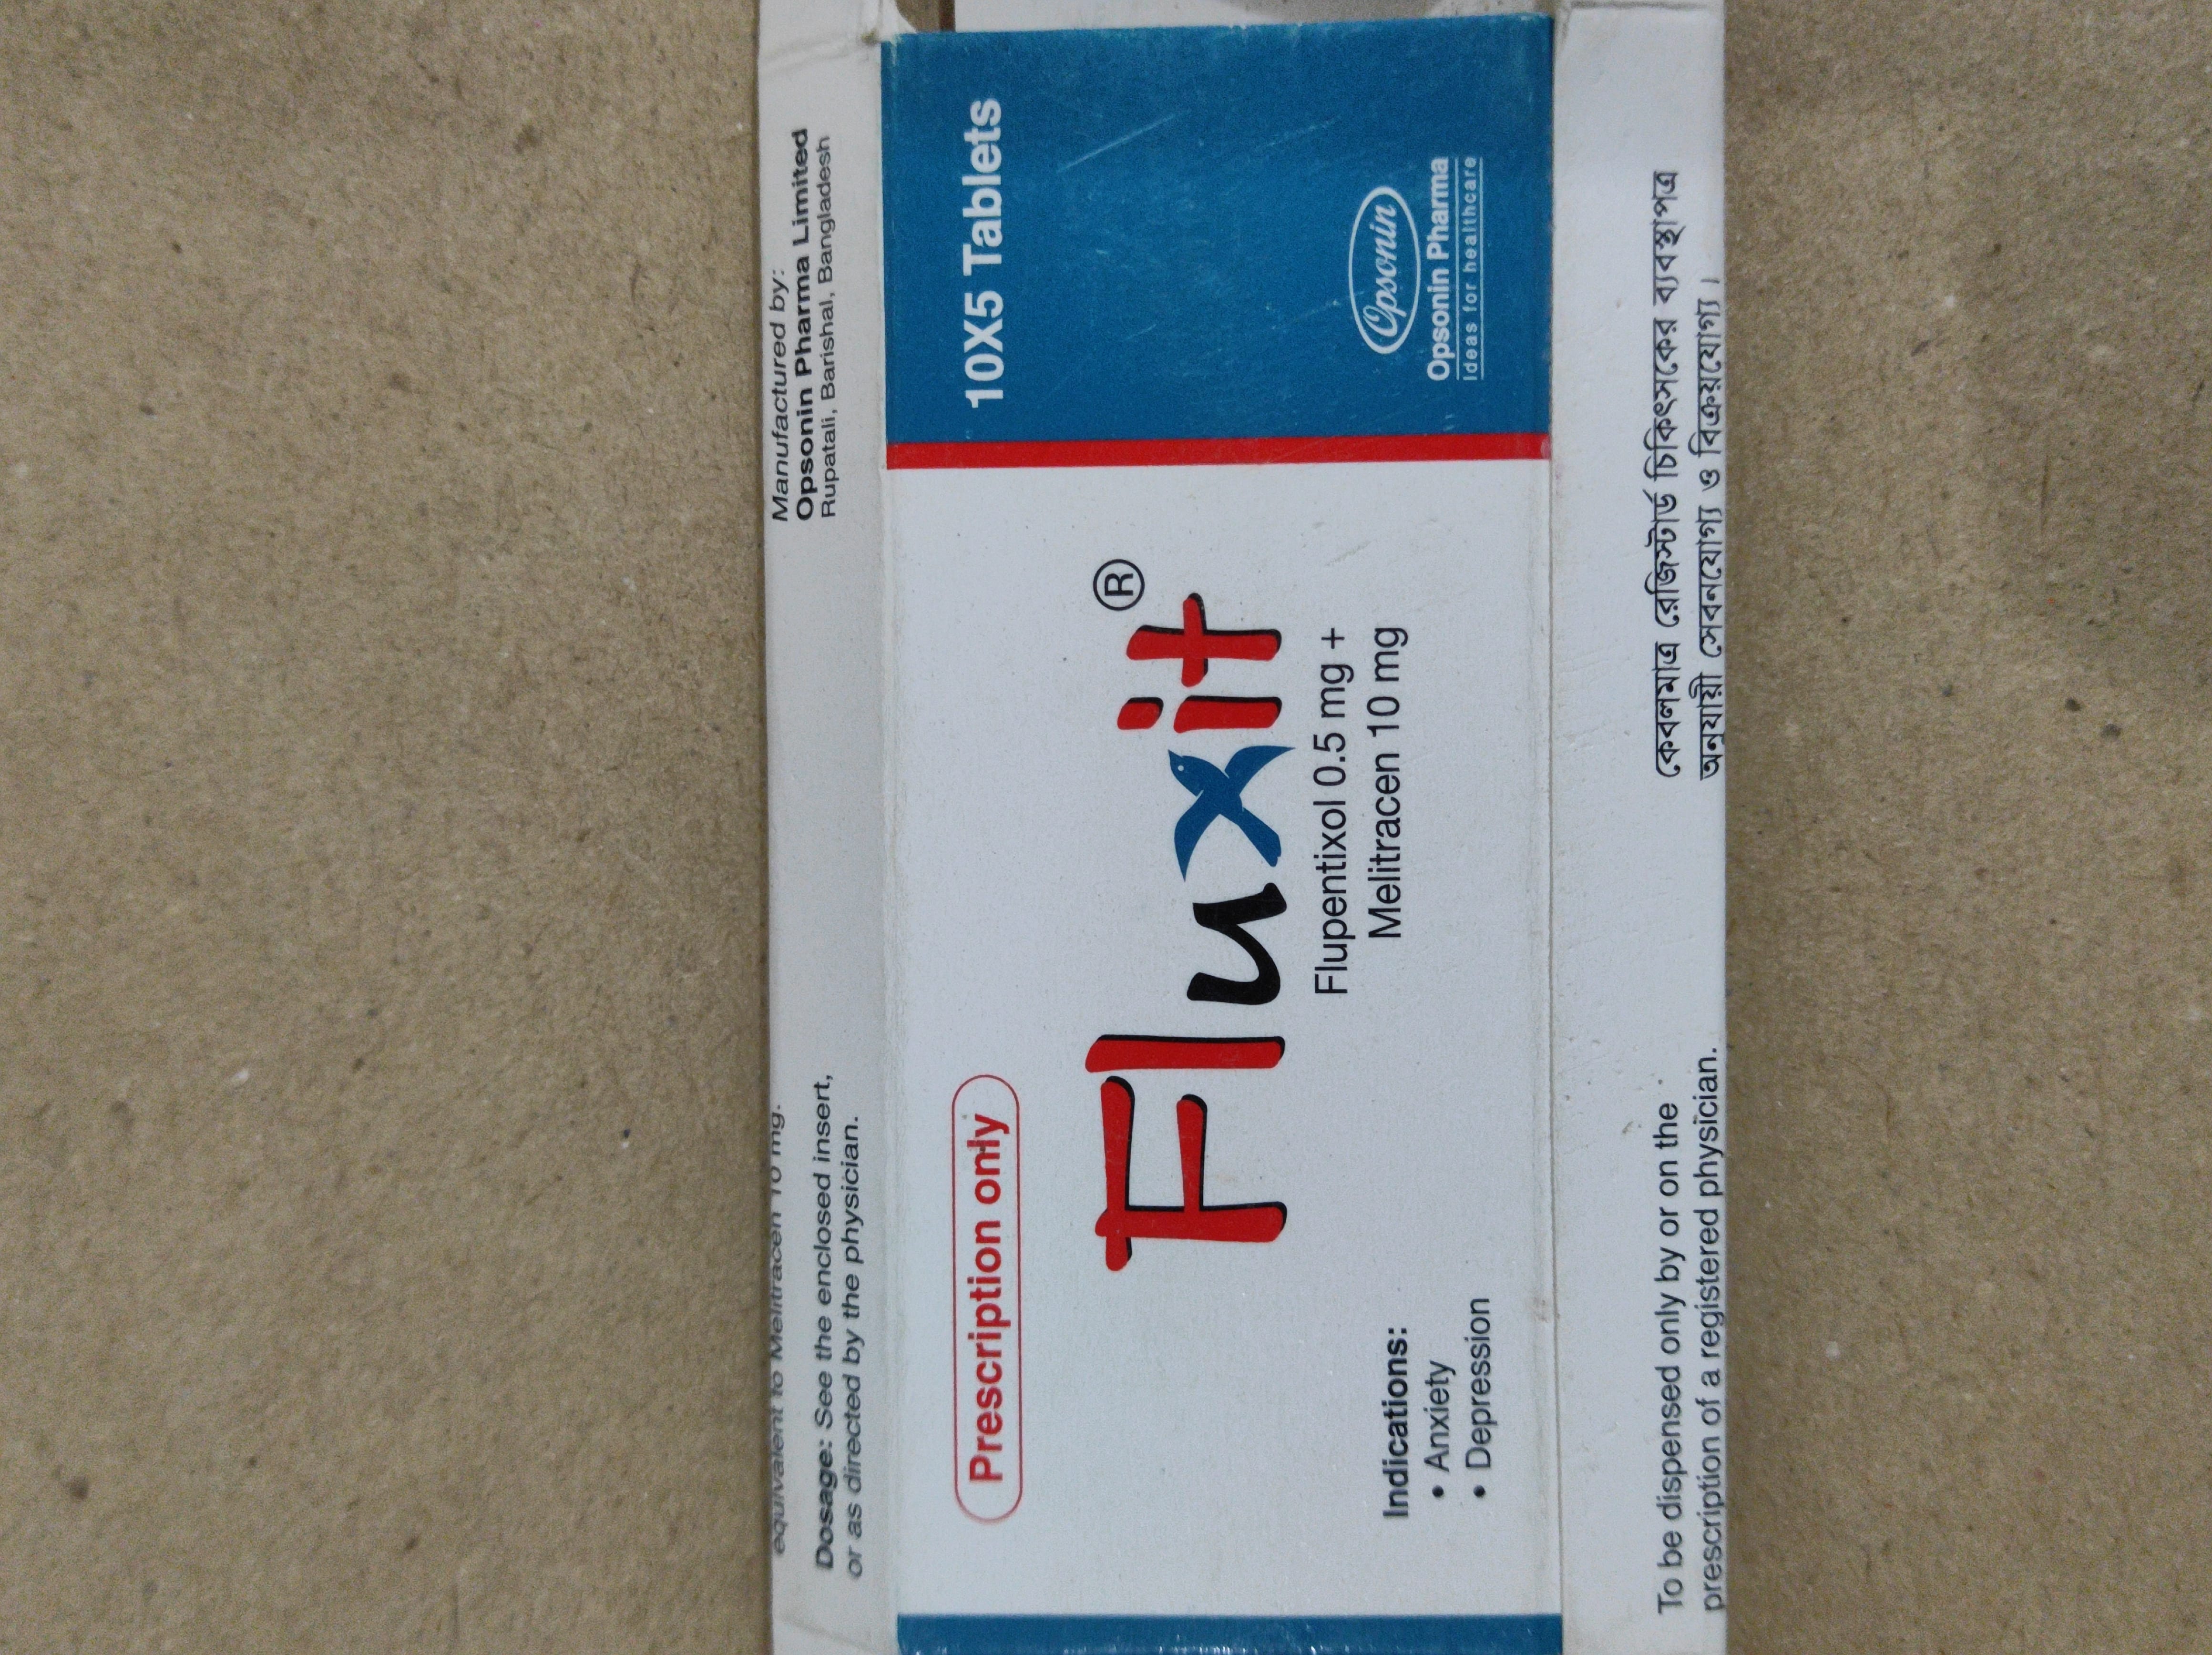 equivalent to Melitracen 10 mg.
Dosage: See the enclosed insert,
or as directed by the physician.
Manufactured by:
Opsonin Pharma Limited
Rupatali, Barishal, Bangladesh
Prescription only
10X5 Tablets
Fluxit®
Flupentixol 0.5 mg +
Melitracen 10 mg
Indications:
• Anxiety
• Depression
Opsonin
Opsonin Pharma
Ideas for healthcare
To be dispensed only by or on the
prescription of a registered physician.
কেবলমাত্র রেজিস্টার্ড চিকিৎসকের ব্যবস্থাপত্র
অনুযায়ী সেবনযোগ্য ও বিক্রয়যোগ্য।